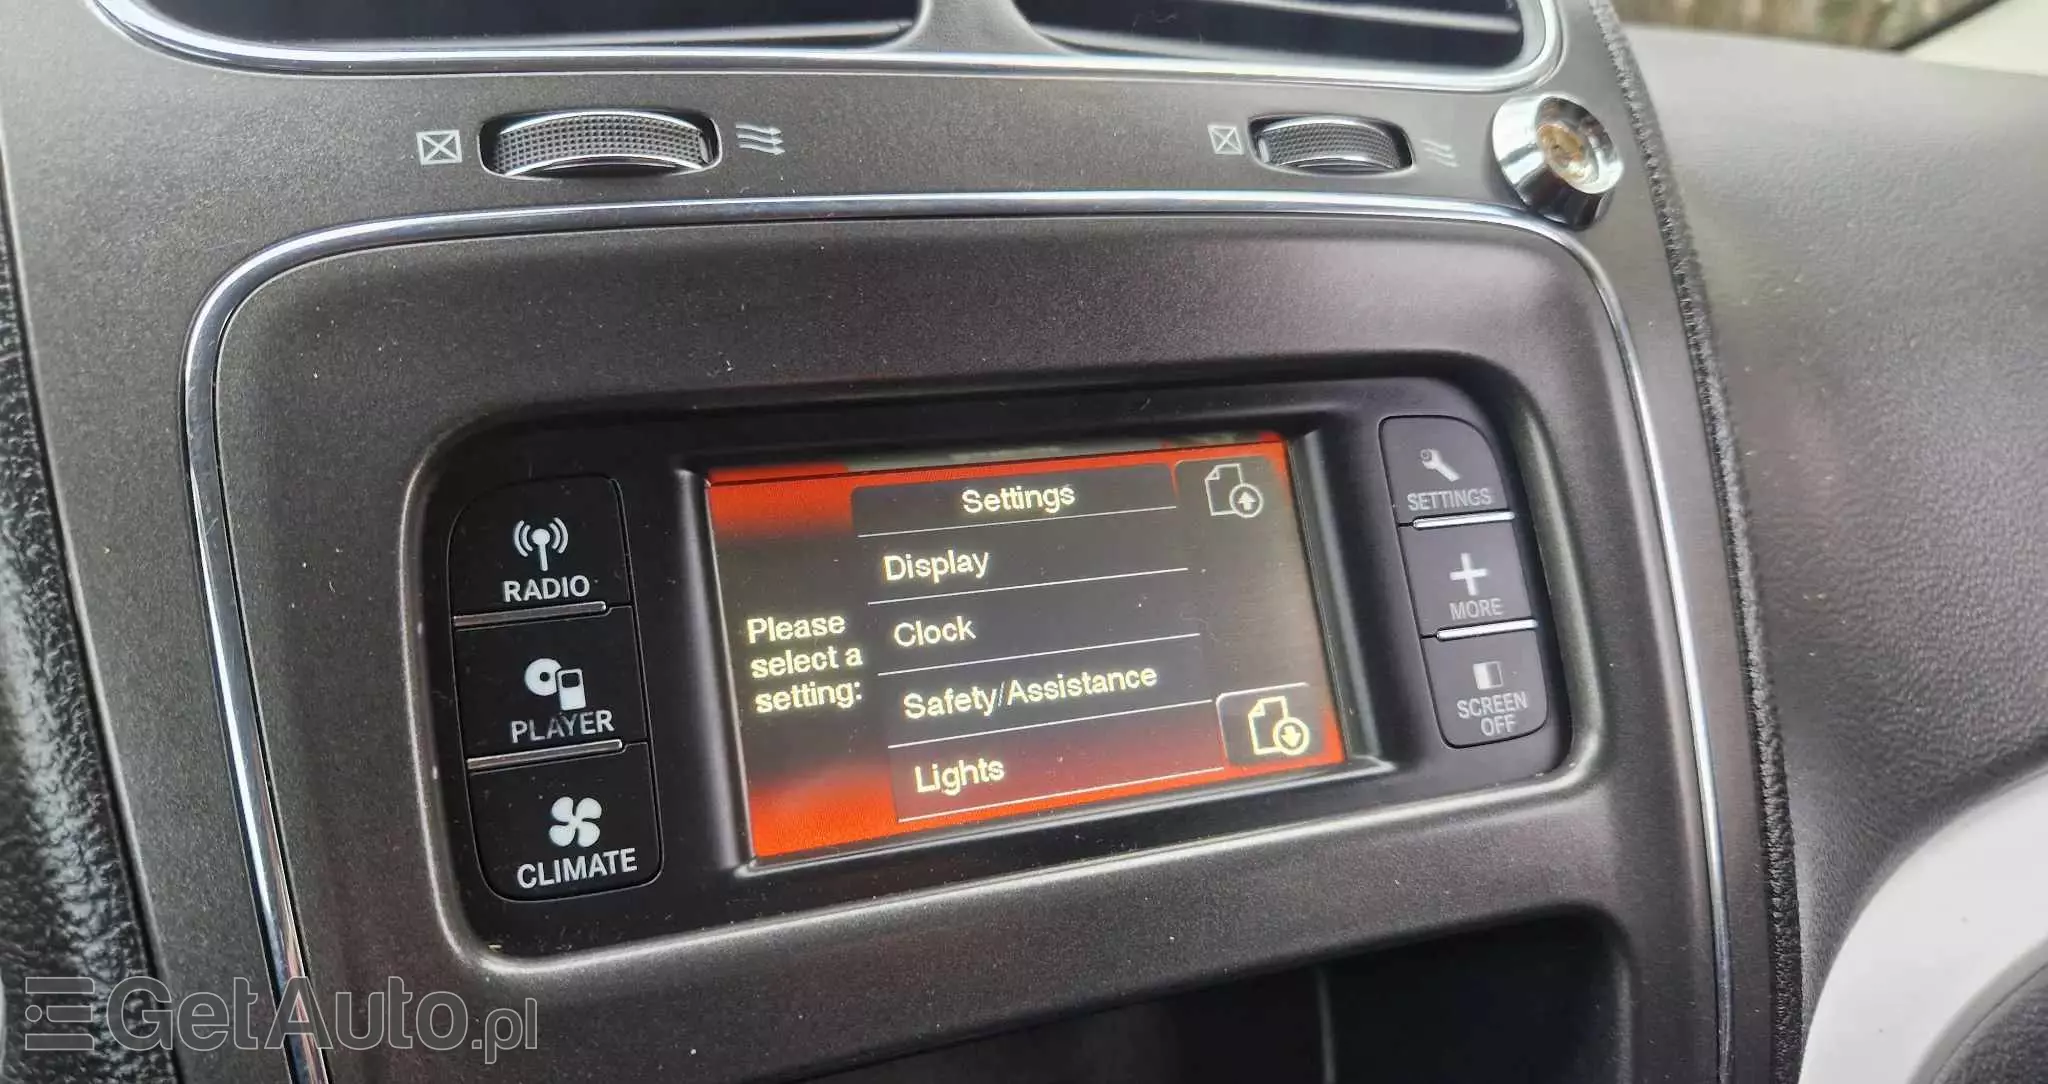 Settings
Display
Clock
Safety/Assistance
Lights
Please
select a
setting:
RADIO
PLAYER
CLIMATE
SETTINGS
MORE
SCREEN
OFF
GetAuto.pl